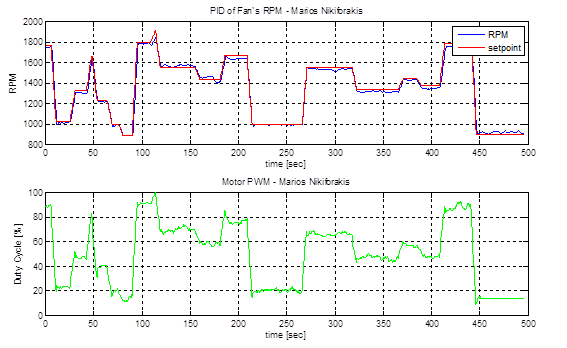 PID of Fan's RPM - Marios Nikiforakis
RPM
2000
1800
1600
1400
1200
1000
800
RPM
setpoint
0 50 100 150 200 250 300 350 400 450 500
time [sec]
Motor PWM - Marios Nikiforakis
Duty Cycle [%]
100
80
60
40
20
0
0 50 100 150 200 250 300 350 400 450 500
time [sec]